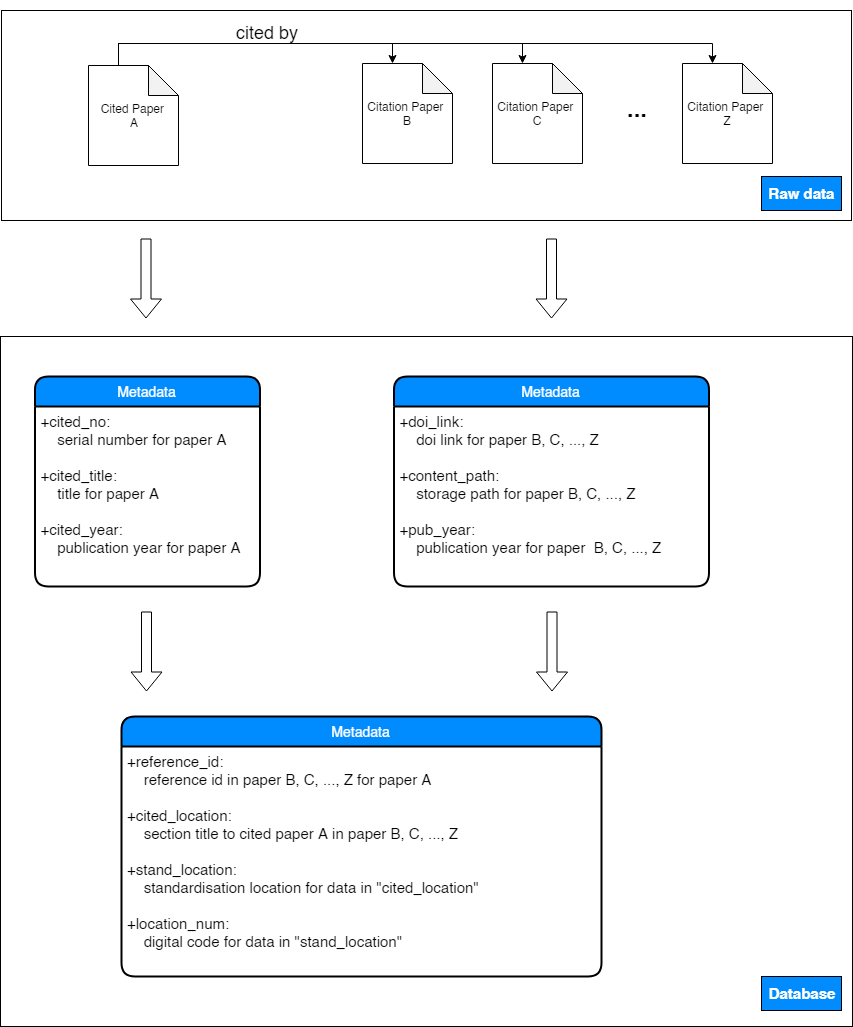 cited by
Cited Paper
A
Citation Paper
B
Citation Paper
C
...
Citation Paper
Z
Raw data
Metadata
+cited_no:
serial number for paper A
+cited_title:
title for paper A
+cited_year:
publication year for paper A
Metadata
+doi_link:
doi link for paper B, C, ..., Z
+content_path:
storage path for paper B, C, ..., Z
+pub_year:
publication year for paper  B, C, ..., Z
Metadata
+reference_id:
reference id in paper B, C, ..., Z for paper A
+cited_location:
section title to cited paper A in paper B, C, ..., Z
+stand_location:
standardisation location for data in "cited_location"
+location_num:
digital code for data in "stand_location"
Database